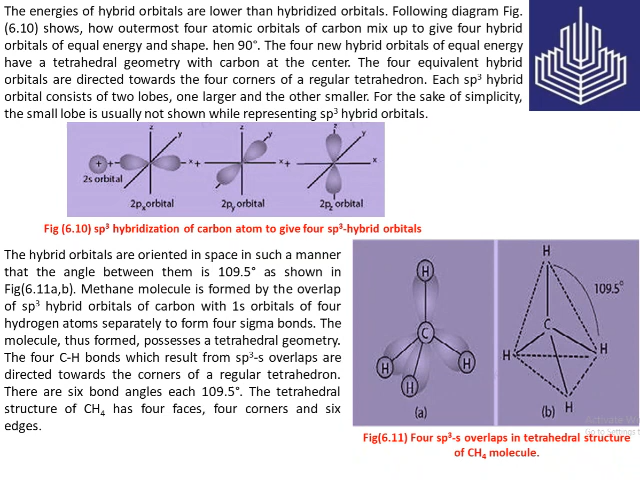 The energies of hybrid orbitals are lower than hybridized orbitals. Following diagram Fig.
(6.10) shows, how outermost four atomic orbitals of carbon mix up to give four hybrid
orbitals of equal energy and shape. hen 90°. The four new hybrid orbitals of equal energy
have a tetrahedral geometry with carbon at the center. The four equivalent hybrid
orbitals are directed towards the four corners of a regular tetrahedron. Each sp³ hybrid
orbital consists of two lobes, one larger and the other smaller. For the sake of simplicity,
the small lobe is usually not shown while representing sp³ hybrid orbitals.
z y z y z y
+ + x + x + x
2s orbital
2pₓorbital 2pᵧ orbital 2p_z orbital
Fig (6.10) sp³ hybridization of carbon atom to give four sp³-hybrid orbitals
The hybrid orbitals are oriented in space in such a manner
that the angle between them is 109.5° as shown in
Fig(6.11a,b). Methane molecule is formed by the overlap
of sp³ hybrid orbitals of carbon with 1s orbitals of four
hydrogen atoms separately to form four sigma bonds. The
molecule, thus formed, possesses a tetrahedral geometry.
The four C-H bonds which result from sp³-s overlaps are
directed towards the corners of a regular tetrahedron.
There are six bond angles each 109.5°. The tetrahedral
structure of CH₄ has four faces, four corners and six
edges.
H
C
H H H
(a)
H
109.5°
C
H H
H
(b)
Activate
Go to Settings t
Fig(6.11) Four sp³-s overlaps in tetrahedral structure
of CH₄ molecule.